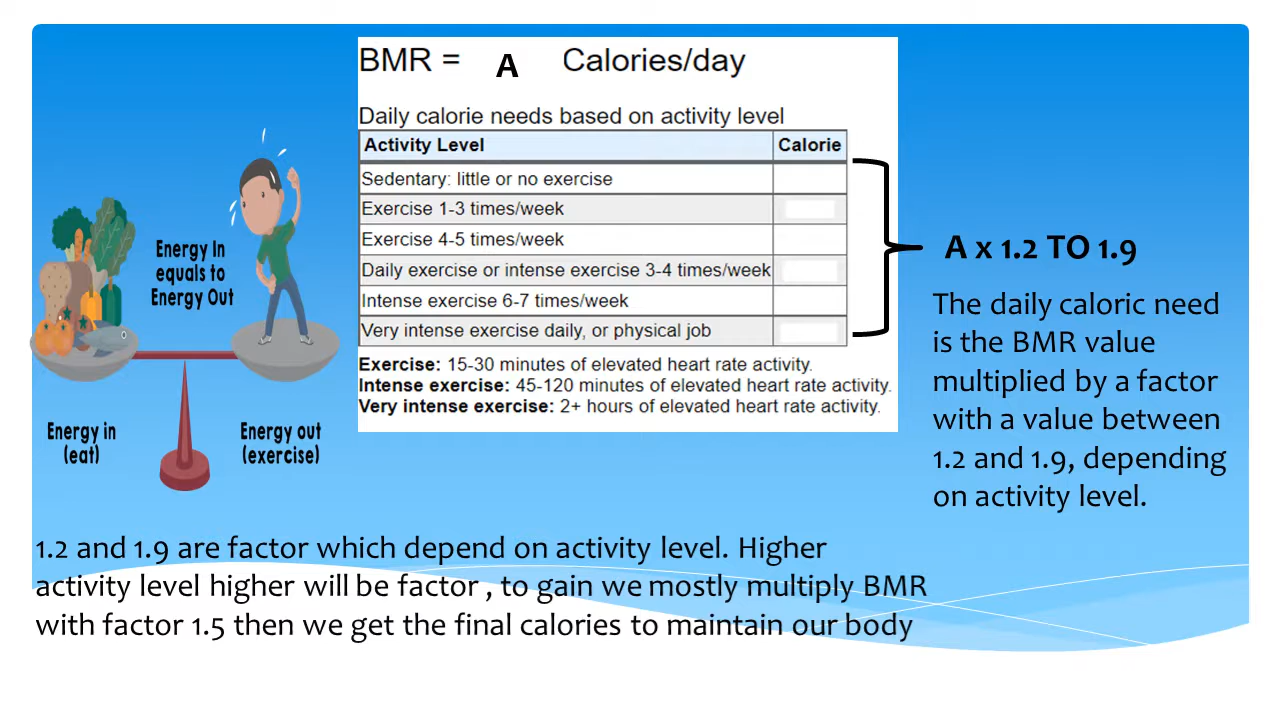 BMR = A Calories/day
Daily calorie needs based on activity level
Activity Level Calorie
Sedentary: little or no exercise
Exercise 1-3 times/week
Exercise 4-5 times/week
Daily exercise or intense exercise 3-4 times/week
Intense exercise 6-7 times/week
Very intense exercise daily, or physical job
Exercise: 15-30 minutes of elevated heart rate activity.
Intense exercise: 45-120 minutes of elevated heart rate activity.
Very intense exercise: 2+ hours of elevated heart rate activity.
Energy In
equals to
Energy Out
Energy in
(eat)
Energy out
(exercise)
A x 1.2 TO 1.9
The daily caloric need
is the BMR value
multiplied by a factor
with a value between
1.2 and 1.9, depending
on activity level.
1.2 and 1.9 are factor which depend on activity level. Higher
activity level higher will be factor , to gain we mostly multiply BMR
with factor 1.5 then we get the final calories to maintain our body